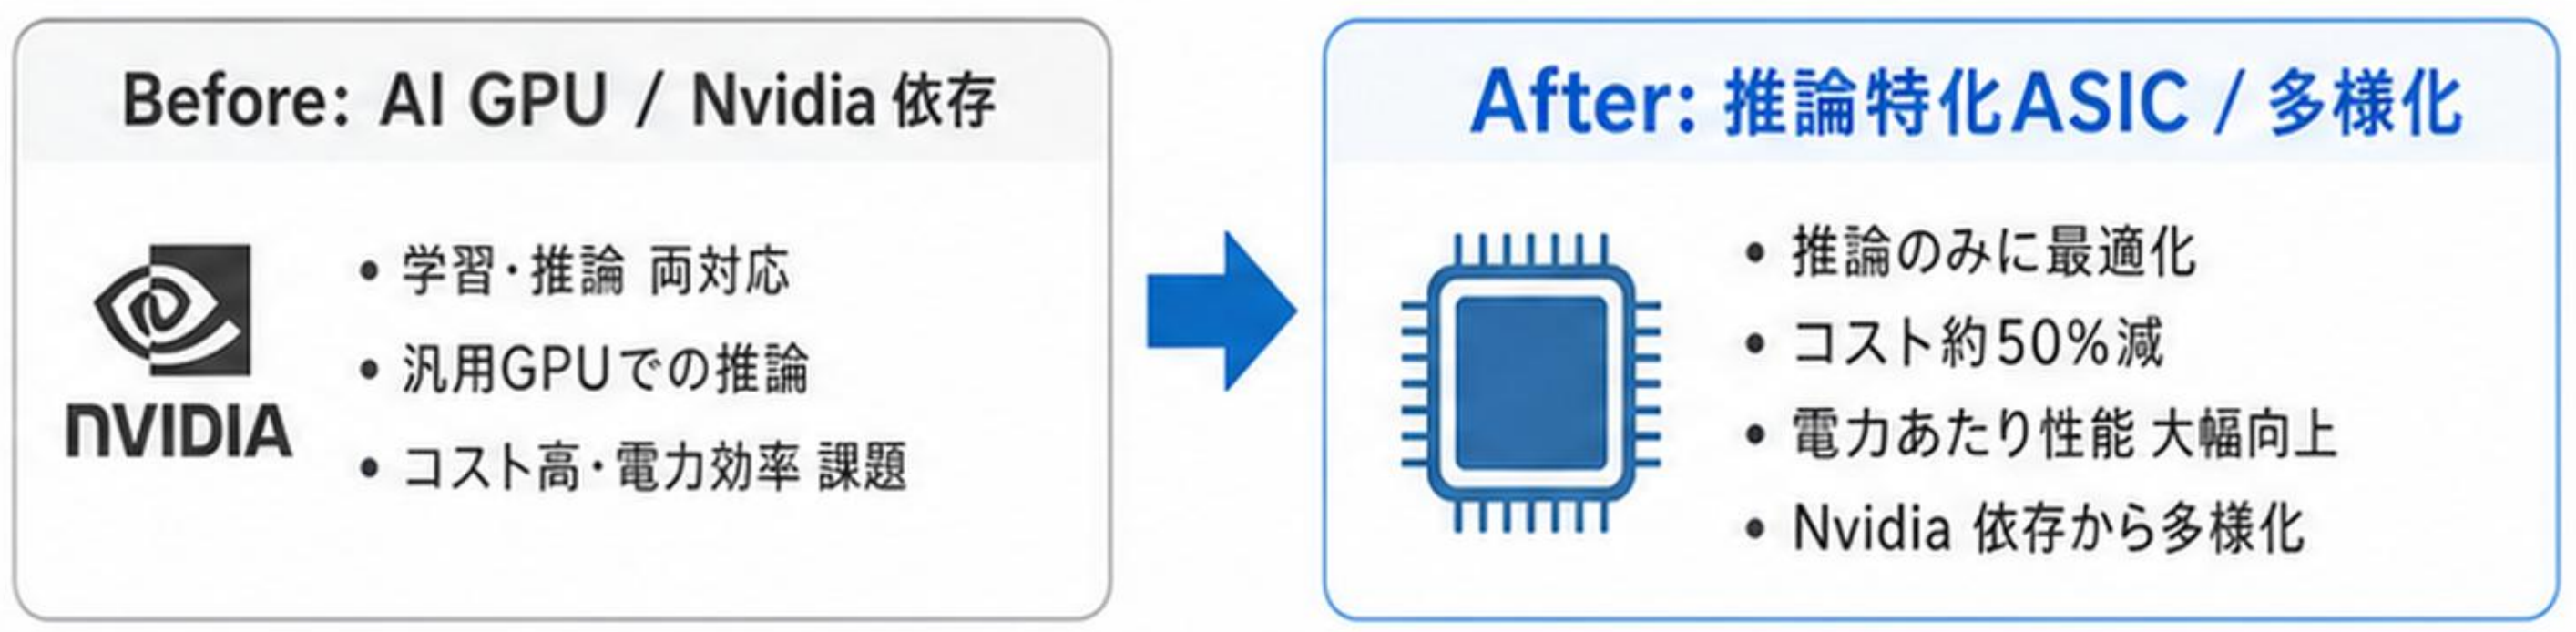 Before: AI GPU / Nvidia 依存
NVIDIA
• 学習・推論 両対応
• 汎用GPUでの推論
• コスト高・電力効率 課題
After: 推論特化ASIC / 多様化
• 推論のみに最適化
• コスト約50%減
• 電力あたり性能 大幅向上
• Nvidia 依存から多様化